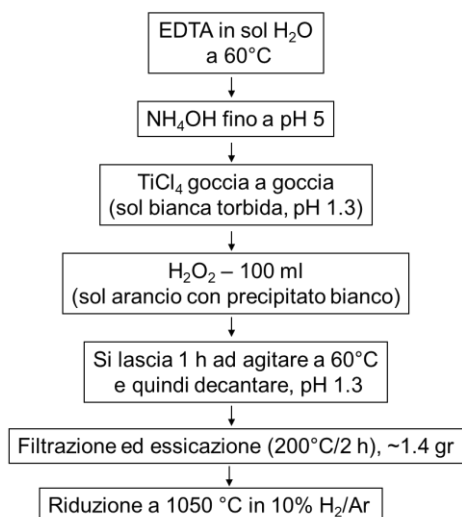 EDTA in sol H₂O
a 60°C
NH₄OH fino a pH 5
TiCl₄ goccia a goccia
(sol bianca torbida, pH 1.3)
H₂O₂ – 100 ml
(sol arancio con precipitato bianco)
Si lascia 1 h ad agitare a 60°C
e quindi decantare, pH 1.3
Filtrazione ed essicazione (200°C/2 h), ~1.4 gr
Riduzione a 1050 °C in 10% H₂/Ar